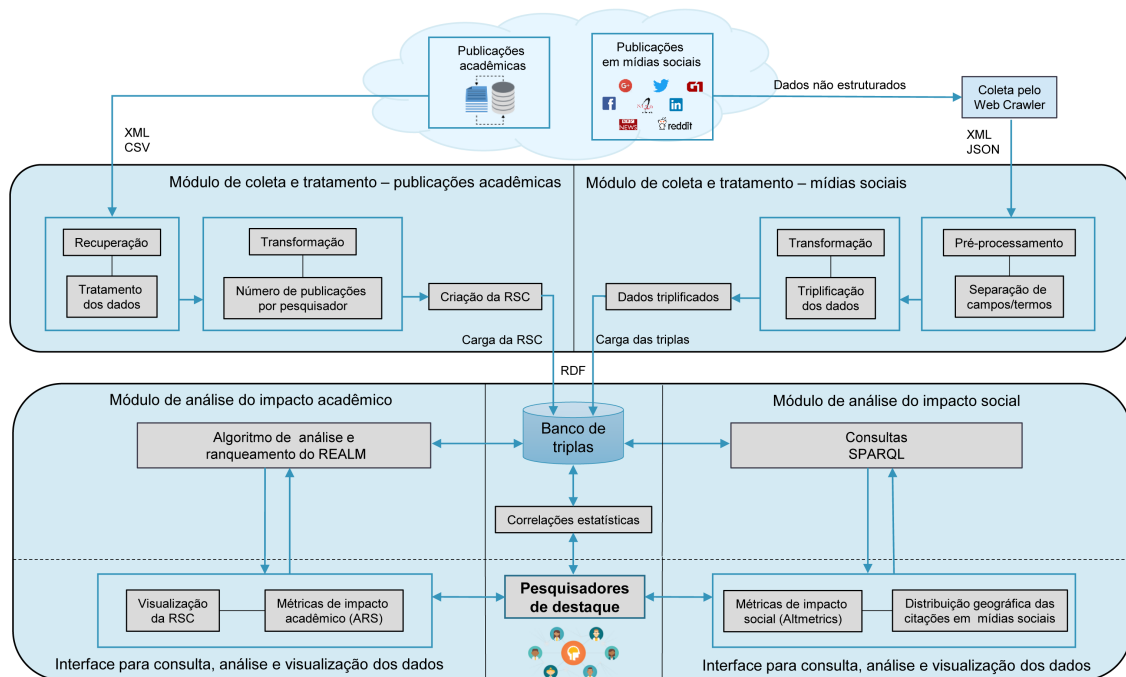 Publicações
acadêmicas
Publicações
em mídias sociais
G+
G1
in
BBC
NEWS
reddit
Dados não estruturados
Coleta pelo
Web Crawler
XML
CSV
XML
JSON
Módulo de coleta e tratamento – publicações acadêmicas
Módulo de coleta e tratamento – mídias sociais
Recuperação
Tratamento
dos dados
Transformação
Número de publicações
por pesquisador
Criação da RSC
Dados triplificados
Transformação
Triplificação
dos dados
Pré-processamento
Separação de
campos/termos
Carga da RSC
Carga das triplas
RDF
Módulo de análise do impacto acadêmico
Módulo de análise do impacto social
Algoritmo de análise e
ranqueamento do REALM
Banco de
triplas
Consultas
SPARQL
Correlações estatísticas
Visualização
da RSC
Métricas de impacto
acadêmico (ARS)
Pesquisadores
de destaque
Métricas de impacto
social (Altmetrics)
Distribuição geográfica das
citações em mídias sociais
Interface para consulta, análise e visualização dos dados
Interface para consulta, análise e visualização dos dados